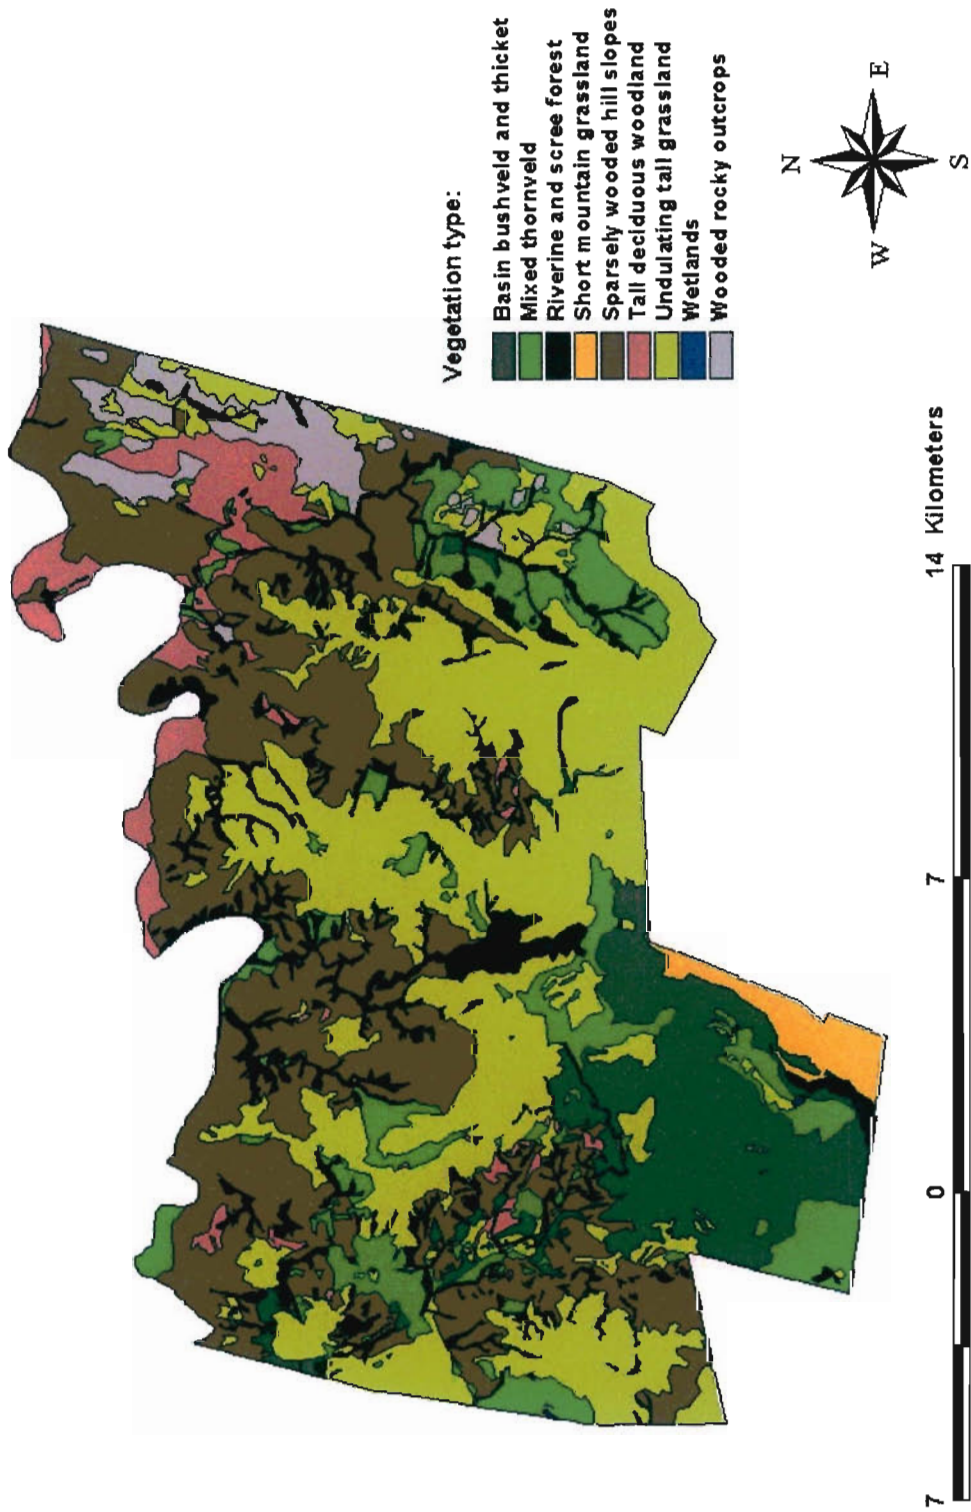 Vegetation type:
Basin bushveld and thicket
Mixed thornveld
Riverine and scree forest
Short mountain grassland
Sparsely wooded hill slopes
Tall deciduous woodland
Undulating tall grassland
Wetlands
Wooded rocky outcrops
N
W
E
S
7
0
7
14 Kilometers